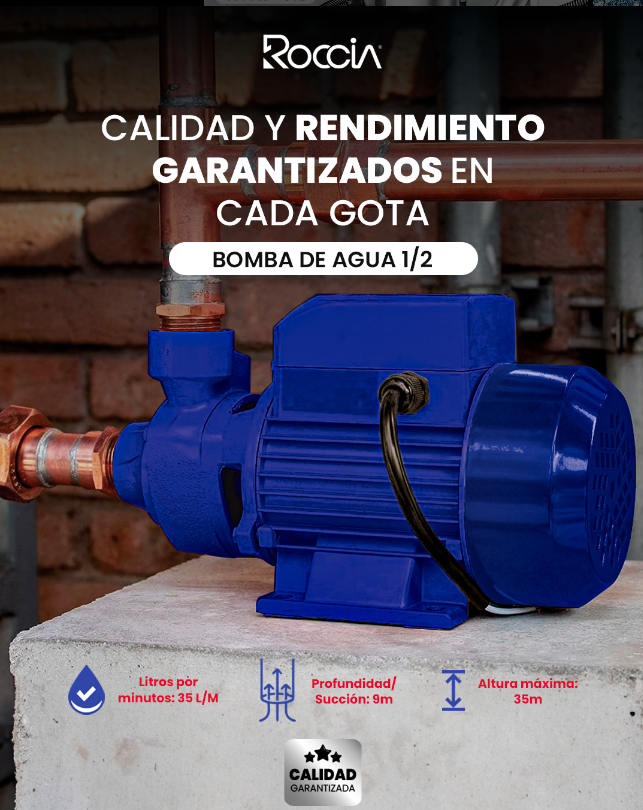 ROCCIA
CALIDAD Y RENDIMIENTO
GARANTIZADOS EN
CADA GOTA
BOMBA DE AGUA 1/2
Litros por
minutos: 35 L/M
Profundidad/
Succión: 9m
Altura máxima:
35m
CALIDAD
GARANTIZADA